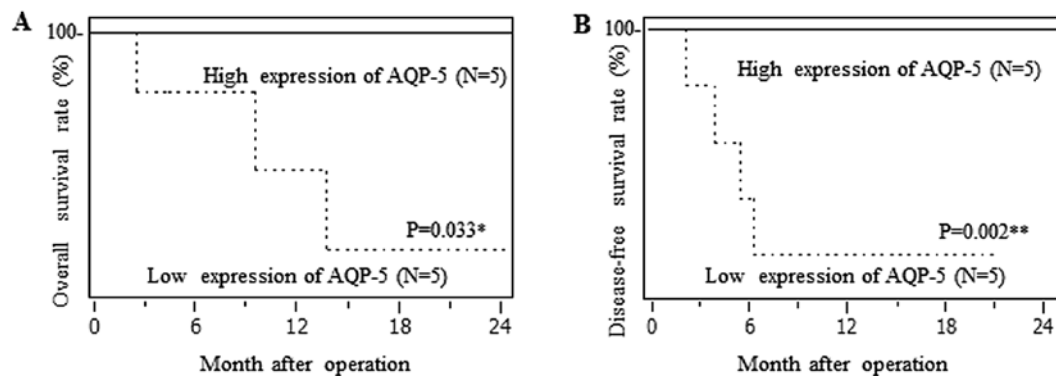 A
100-
Overall survival rate (%)
High expression of AQP-5 (N=5)
P=0.033*
Low expression of AQP-5 (N=5)
0 6 12 18 24
Month after operation
B
100-
Disease-free survival rate (%)
High expression of AQP-5 (N=5)
P=0.002**
Low expression of AQP-5 (N=5)
0 6 12 18 24
Month after operation